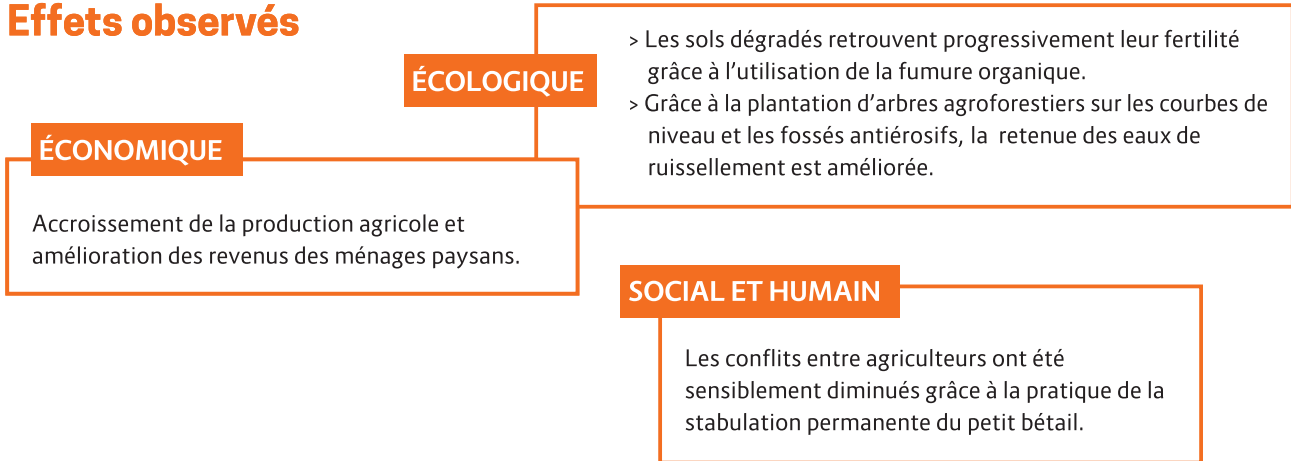 Effets observés
ÉCOLOGIQUE
> Les sols dégradés retrouvent progressivement leur fertilité
grâce à l’utilisation de la fumure organique.
> Grâce à la plantation d’arbres agroforestiers sur les courbes de
niveau et les fossés antiérosifs, la retenue des eaux de
ruissellement est améliorée.
ÉCONOMIQUE
Accroissement de la production agricole et
amélioration des revenus des ménages paysans.
SOCIAL ET HUMAIN
Les conflits entre agriculteurs ont été
sensiblement diminués grâce à la pratique de la
stabulation permanente du petit bétail.